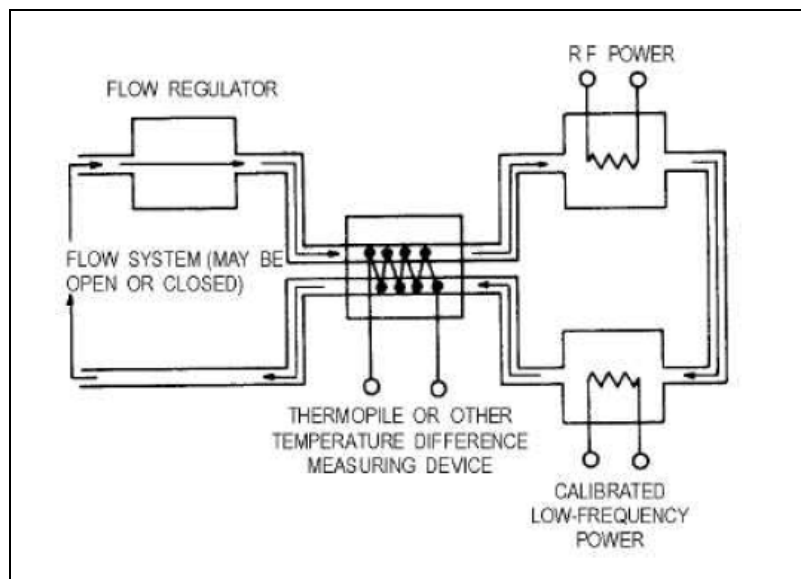 RF POWER
FLOW REGULATOR
FLOW SYSTEM (MAY BE
OPEN OR CLOSED)
THERMOPILE OR OTHER
TEMPERATURE DIFFERENCE
MEASURING DEVICE
CALIBRATED
LOW-FREQUENCY
POWER